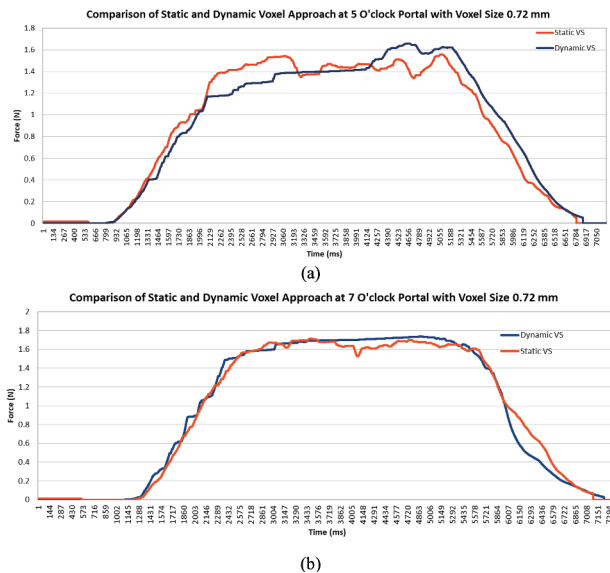 Comparison of Static and Dynamic Voxel Approach at 5 O'clock Portal with Voxel Size 0.72 mm
1.8
1.6
1.4
1.2
1
0.8
0.6
0.4
0.2
0
Force (N)
Static VS
Dynamic VS
1 134 267 400 533 666 799 932 1065 1198 1331 1464 1597 1730 1863 1996 2129 2262 2395 2528 2661 2794 2927 3060 3193 3326 3459 3592 3725 3858 3991 4124 4257 4390 4523 4656 4789 4922 5055 5188 5321 5454 5587 5720 5853 5986 6119 6252 6385 6518 6651 6784 6917 7050
Time (ms)
(a)
Comparison of Static and Dynamic Voxel Approach at 7 O'clock Portal with Voxel Size 0.72 mm
2
1.8
1.6
1.4
1.2
1
0.8
0.6
0.4
0.2
0
Force (N)
Dynamic VS
Static VS
1 144 287 430 573 716 859 1002 1145 1288 1431 1574 1717 1860 2003 2146 2289 2432 2575 2718 2861 3004 3147 3290 3433 3576 3719 3862 4005 4148 4291 4434 4577 4720 4863 5006 5149 5292 5435 5578 5721 5864 6007 6150 6293 6436 6579 6722 6865 7008 7151 7294
Time (ms)
(b)